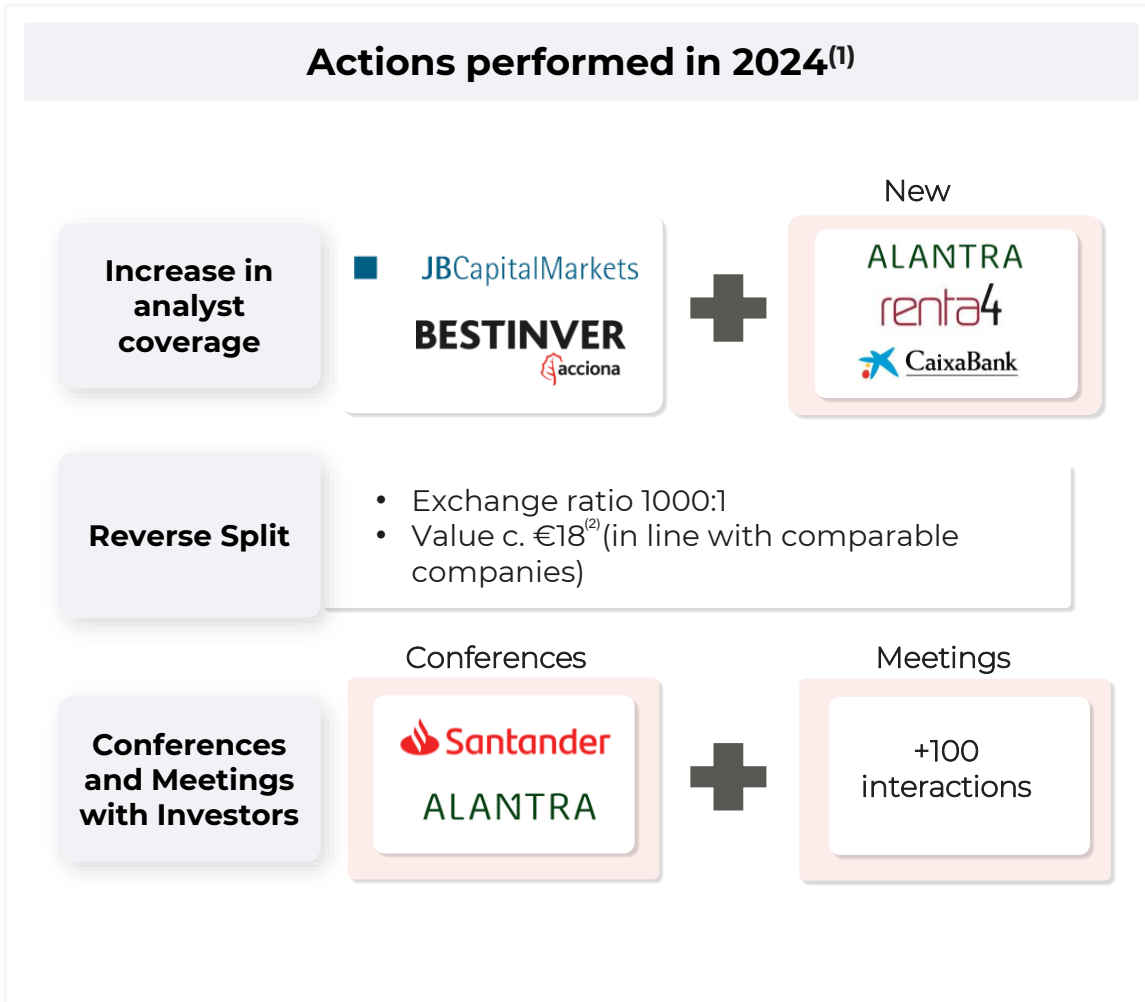 Actions performed in 2024(1)
New
Increase in
analyst
coverage
JBCapitalMarkets
BESTINVER
acciona
ALANTRA
renta4
CaixaBank
Reverse Split
• Exchange ratio 1000:1
• Value c. €18(2)(in line with comparable
companies)
Conferences
Meetings
Conferences
and Meetings
with Investors
Santander
ALANTRA
+100
interactions